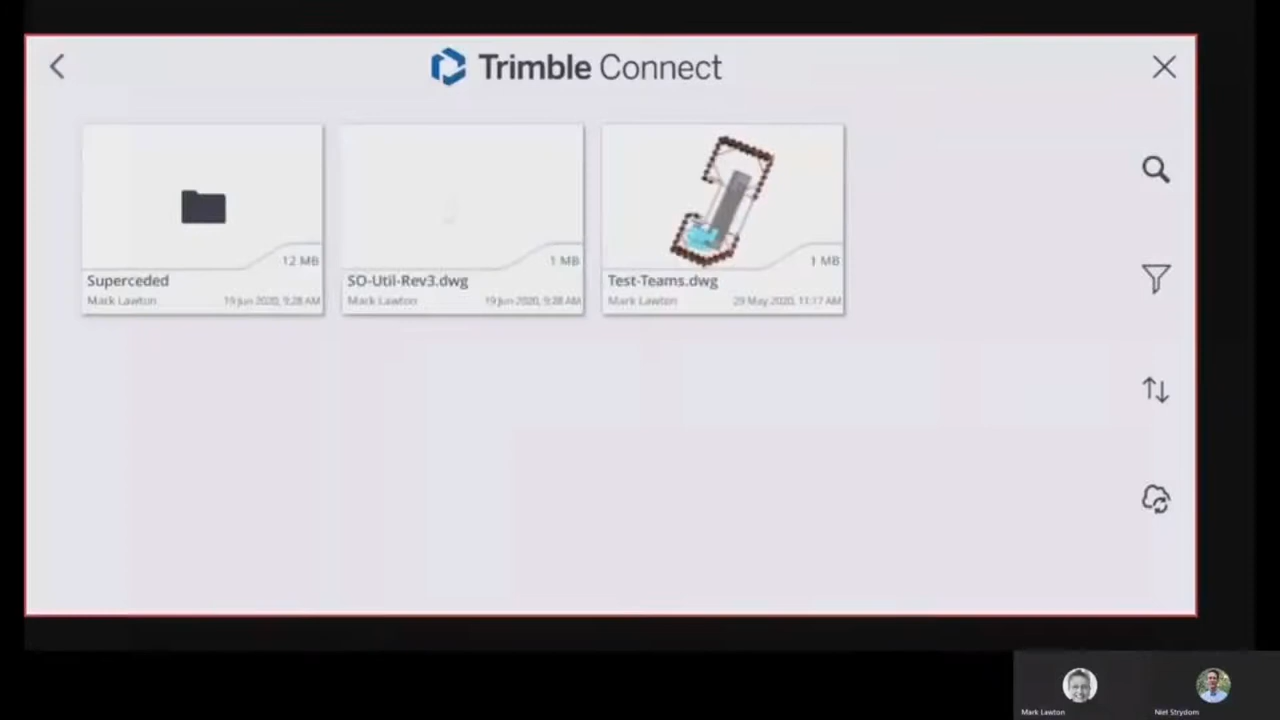 Trimble Connect
12 MB
Superceded
Mark Lawton 19 Jun 2020, 9:28 AM
1 MB
SO-Util-Rev3.dwg
Mark Lawton 19 Jun 2020, 9:28 AM
1 MB
Test-Teams.dwg
Mark Lawton 29 May 2020, 11:17 AM
Mark Lawton
Niel Strydom